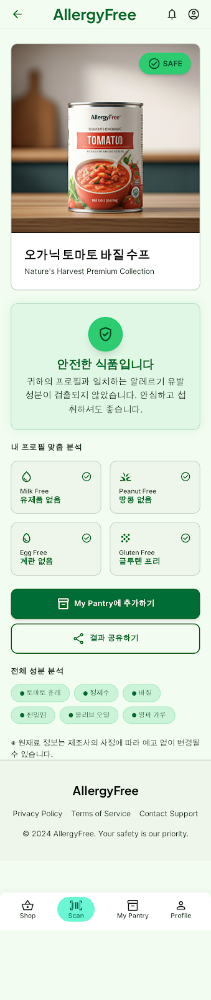 AllergyFree
SAFE
AllergyFree
TOMATO
오가닉 토마토 바질 수프
Nature's Harvest Premium Collection
안전한 식품입니다
귀하의 프로필과 일치하는 알레르기 유발
성분이 검출되지 않았습니다. 안심하고 섭
취하셔도 좋습니다.
내 프로필 맞춤 분석
Milk Free
유제품 없음
Peanut Free
땅콩 없음
Egg Free
계란 없음
Gluten Free
글루텐 프리
My Pantry에 추가하기
결과 공유하기
전체 성분 분석
토마토 퓨레
정제수
바질
천일염
올리브 오일
양파 가루
※ 원재료 정보는 제조사의 사정에 따라 예고 없이 변경될
수 있습니다.
AllergyFree
Privacy Policy Terms of Service Contact Support
© 2024 AllergyFree. Your safety is our priority.
Shop
Scan
My Pantry
Profile